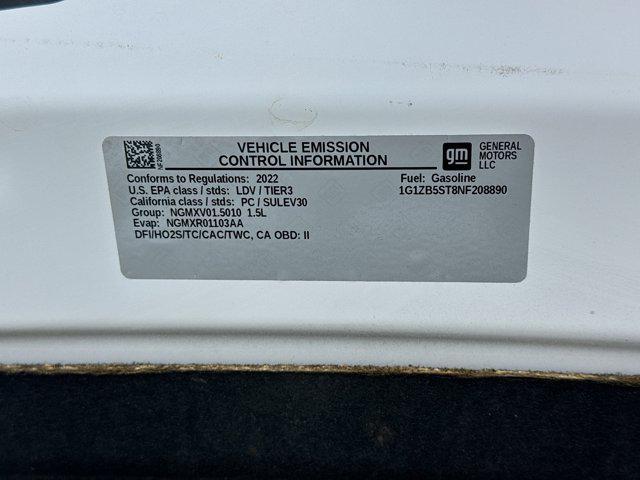 NF208890
VEHICLE EMISSION
CONTROL INFORMATION
gm
GENERAL
MOTORS
LLC
Conforms to Regulations: 2022
U.S. EPA class / stds: LDV / TIER3
California class / stds: PC / SULEV30
Group: NGMXV01.5010 1.5L
Evap: NGMXR01103AA
DFI/HO2S/TC/CAC/TWC, CA OBD: II
Fuel: Gasoline
1G1ZB5ST8NF208890